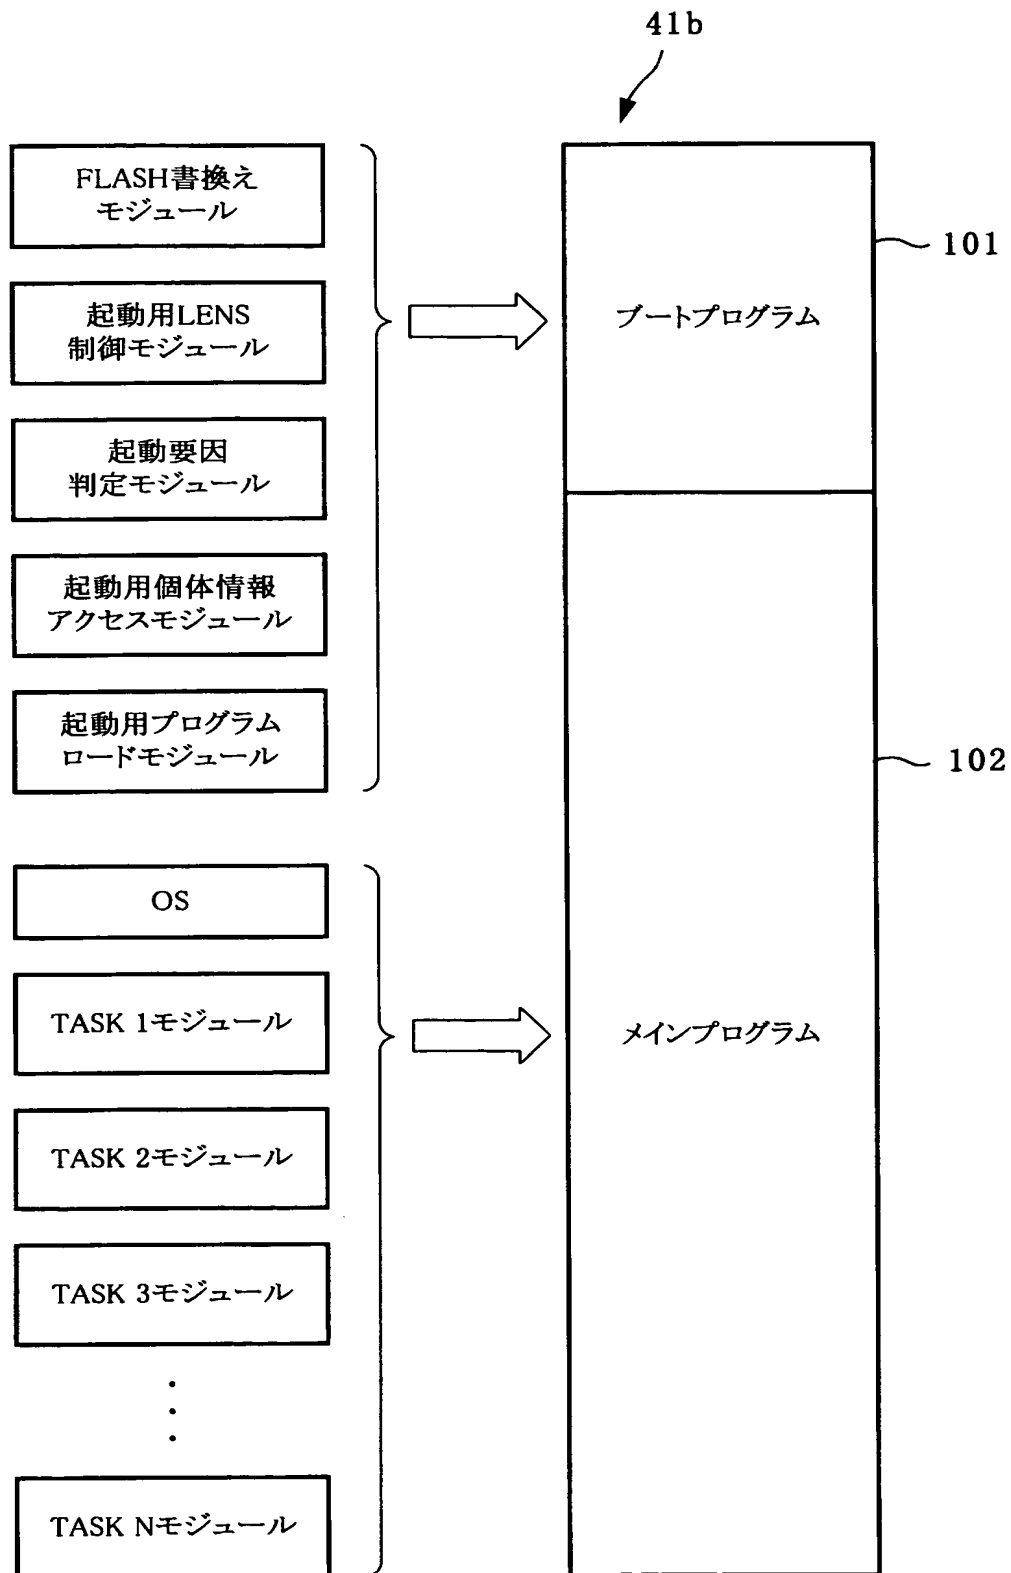 41b
FLASH書換え
モジュール
起動用LENS
制御モジュール
起動要因
判定モジュール
起動用個体情報
アクセスモジュール
起動用プログラム
ロードモジュール
ブートプログラム
101
102
OS
TASK 1モジュール
TASK 2モジュール
TASK 3モジュール
TASK Nモジュール
メインプログラム